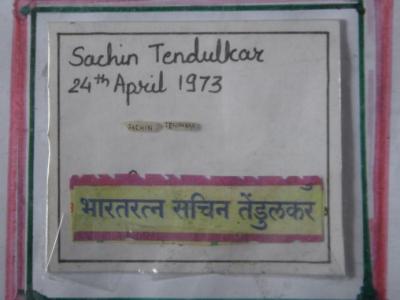 Sachin Tendulkar
24th April 1973
SACHIN TENDULKAR
भारतरत्न सचिन तेंडुलकर